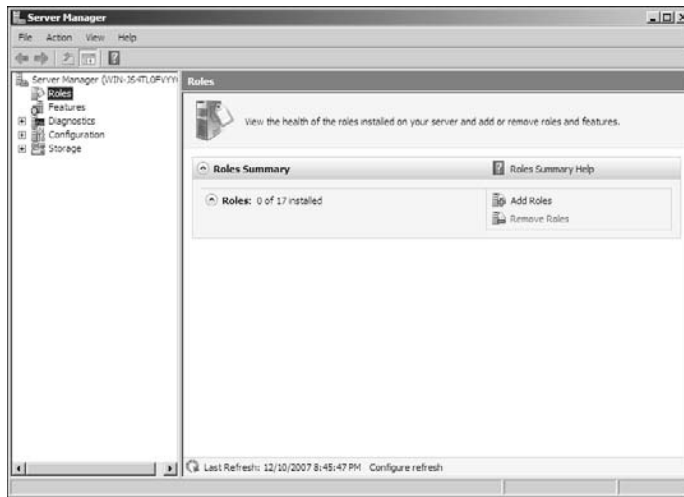 Server Manager
File Action View Help
Server Manager (WIN-
Roles
Features
Diagnostics
Configuration
Storage
Roles
View the health of the roles installed on your server and add or remove roles and features.
Roles Summary
Roles Summary Help
Roles: 0 of 17 installed
Add Roles
Remove Roles
Last Refresh: 12/10/2007 8:45:47 PM Configure refresh